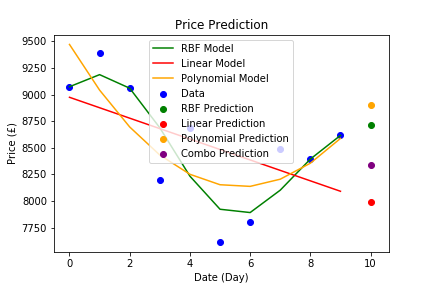 Price Prediction
9500
9250
9000
8750
8500
8250
8000
7750
Price (£)
RBF Model
Linear Model
Polynomial Model
Data
RBF Prediction
Linear Prediction
Polynomial Prediction
Combo Prediction
0 2 4 6 8 10
Date (Day)